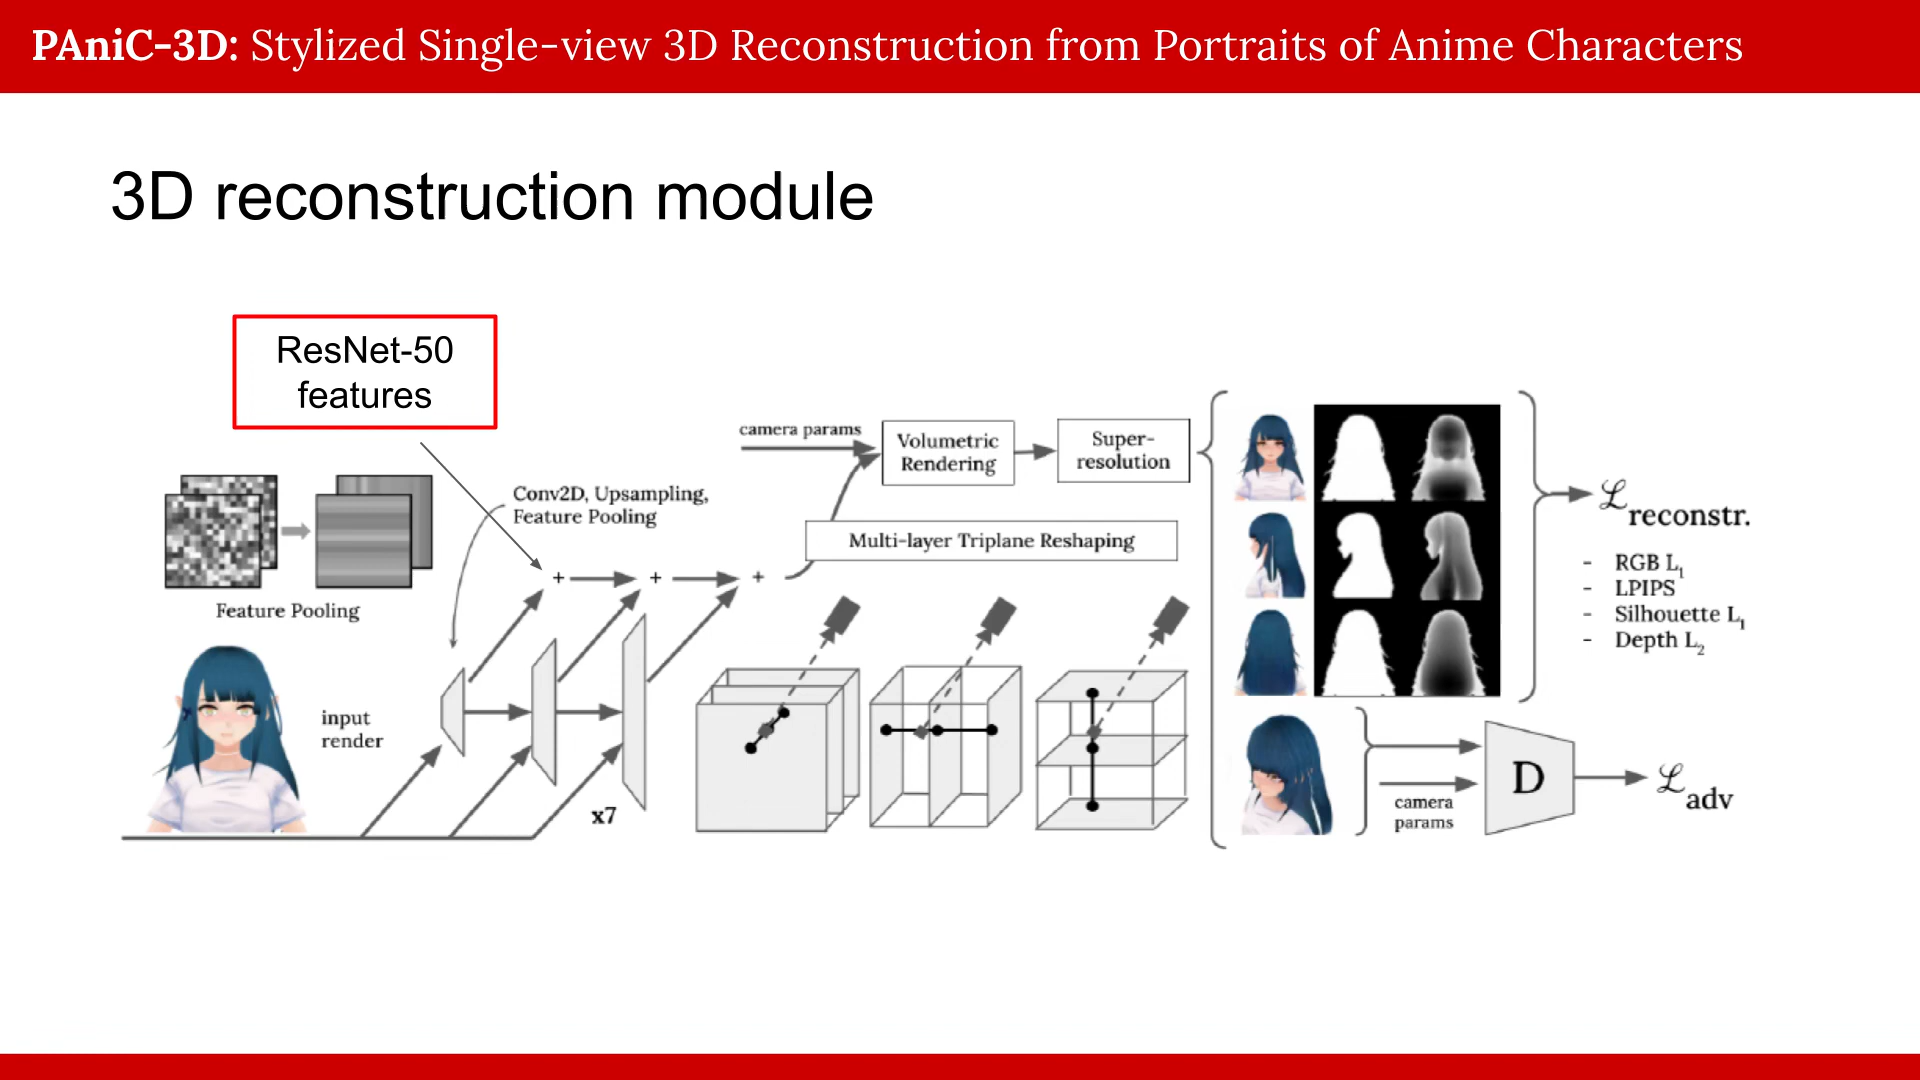 PAniC-3D: Stylized Single-view 3D Reconstruction from Portraits of Anime Characters
3D reconstruction module
ResNet-50
features
camera params
Volumetric
Rendering
Super-
resolution
Conv2D, Upsampling,
Feature Pooling
Multi-layer Triplane Reshaping
+ + +
Feature Pooling
input
render
x7
ℒreconstr.
- RGB L1
- LPIPS
- Silhouette L1
- Depth L2
camera
params
D
ℒadv